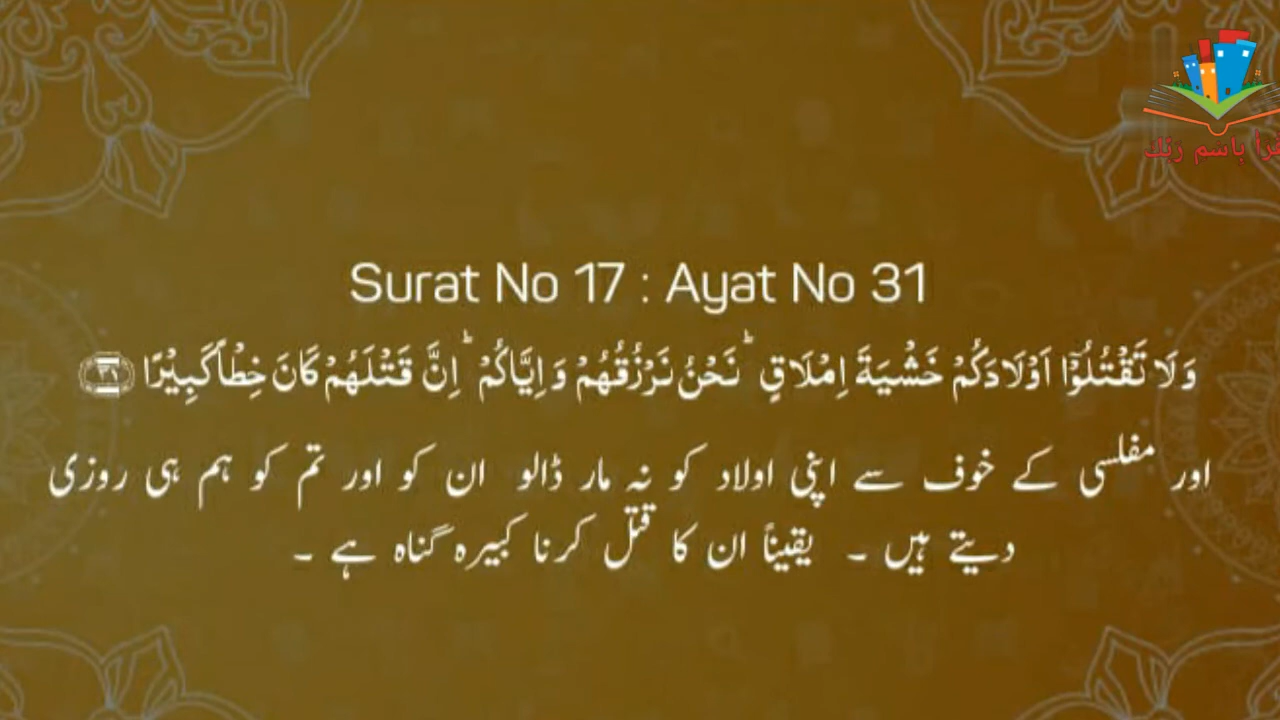 اقرأ بِاسْمِ رَبِّكَ
Surat No 17 : Ayat No 31
وَلَا تَقْتُلُوْٓا اَوْلَادَكُمْ خَشْيَةَ اِمْلَاقٍ ؕ نَحْنُ نَرْزُقُهُمْ وَاِيَّاكُمْ ؕ اِنَّ قَتْلَهُمْ كَانَ خِطْاً كَبِيْرًا ﴿۳۱﴾
اور مفلسی کے خوف سے اپنی اولاد کو نہ مار ڈالو ان کو اور تم کو ہم ہی روزی
دیتے ہیں ۔ یقیناً ان کا قتل کرنا کبیرہ گناہ ہے ۔